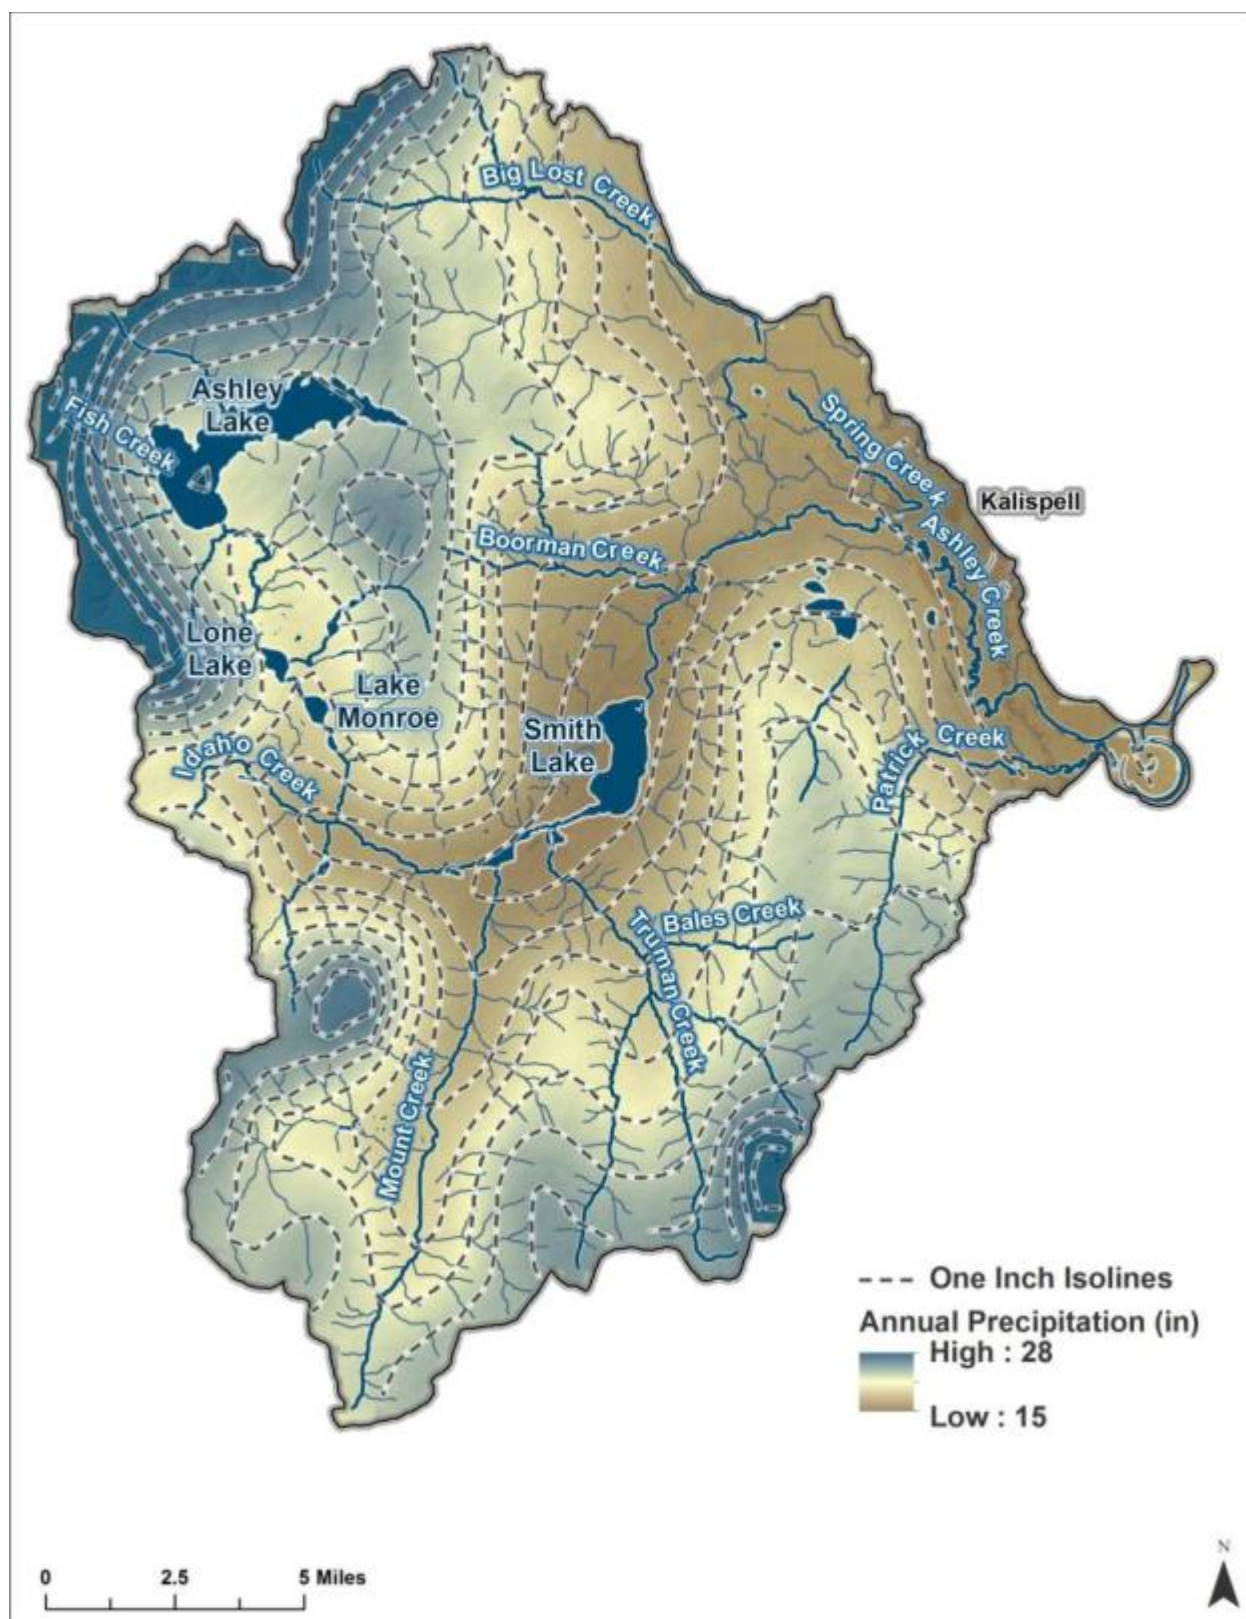 Big Lost Creek
Ashley
Lake
Fish Creek
Spring Creek
Kalispell
Ashley Creek
Boorman Creek
Lone
Lake
Lake
Monroe
Smith
Lake
Idaho Creek
Patrick Creek
Bales Creek
Truman Creek
Mount Creek
One Inch Isolines
Annual Precipitation (in)
High : 28
Low : 15
N
0 2.5 5 Miles